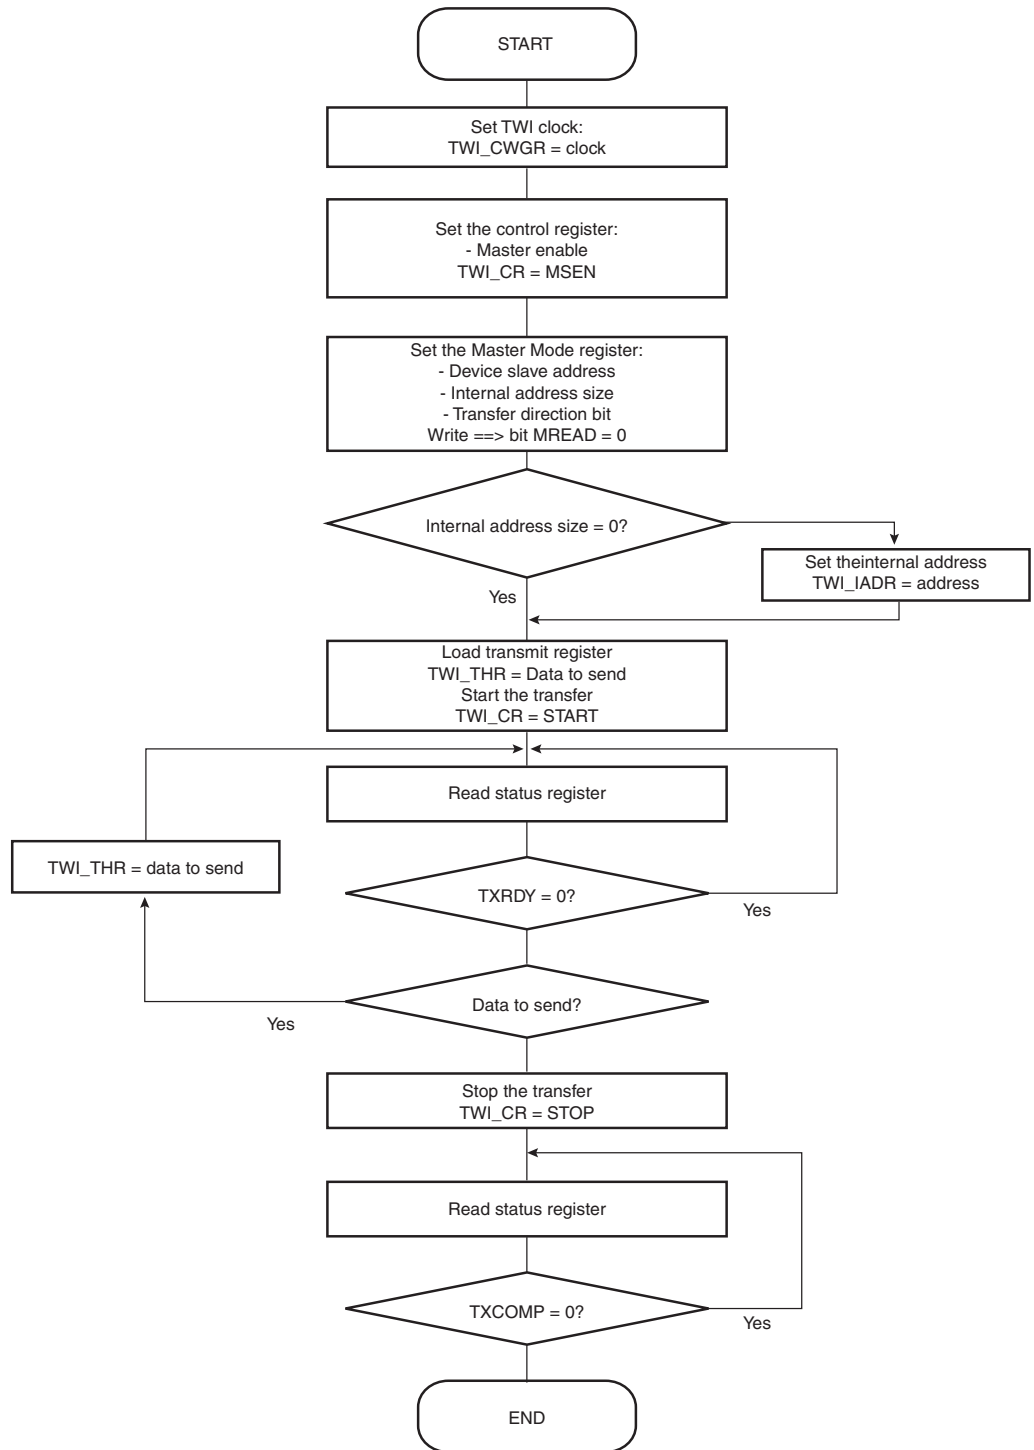 START
Set TWI clock:
TWI_CWGR = clock
Set the control register:
- Master enable
TWI_CR = MSEN
Set the Master Mode register:
- Device slave address
- Internal address size
- Transfer direction bit
Write ==> bit MREAD = 0
Internal address size = 0?
Set theinternal address
TWI_IADR = address
Yes
Load transmit register
TWI_THR = Data to send
Start the transfer
TWI_CR = START
Read status register
TWI_THR = data to send
TXRDY = 0?
Yes
Data to send?
Yes
Stop the transfer
TWI_CR = STOP
Read status register
TXCOMP = 0?
Yes
END